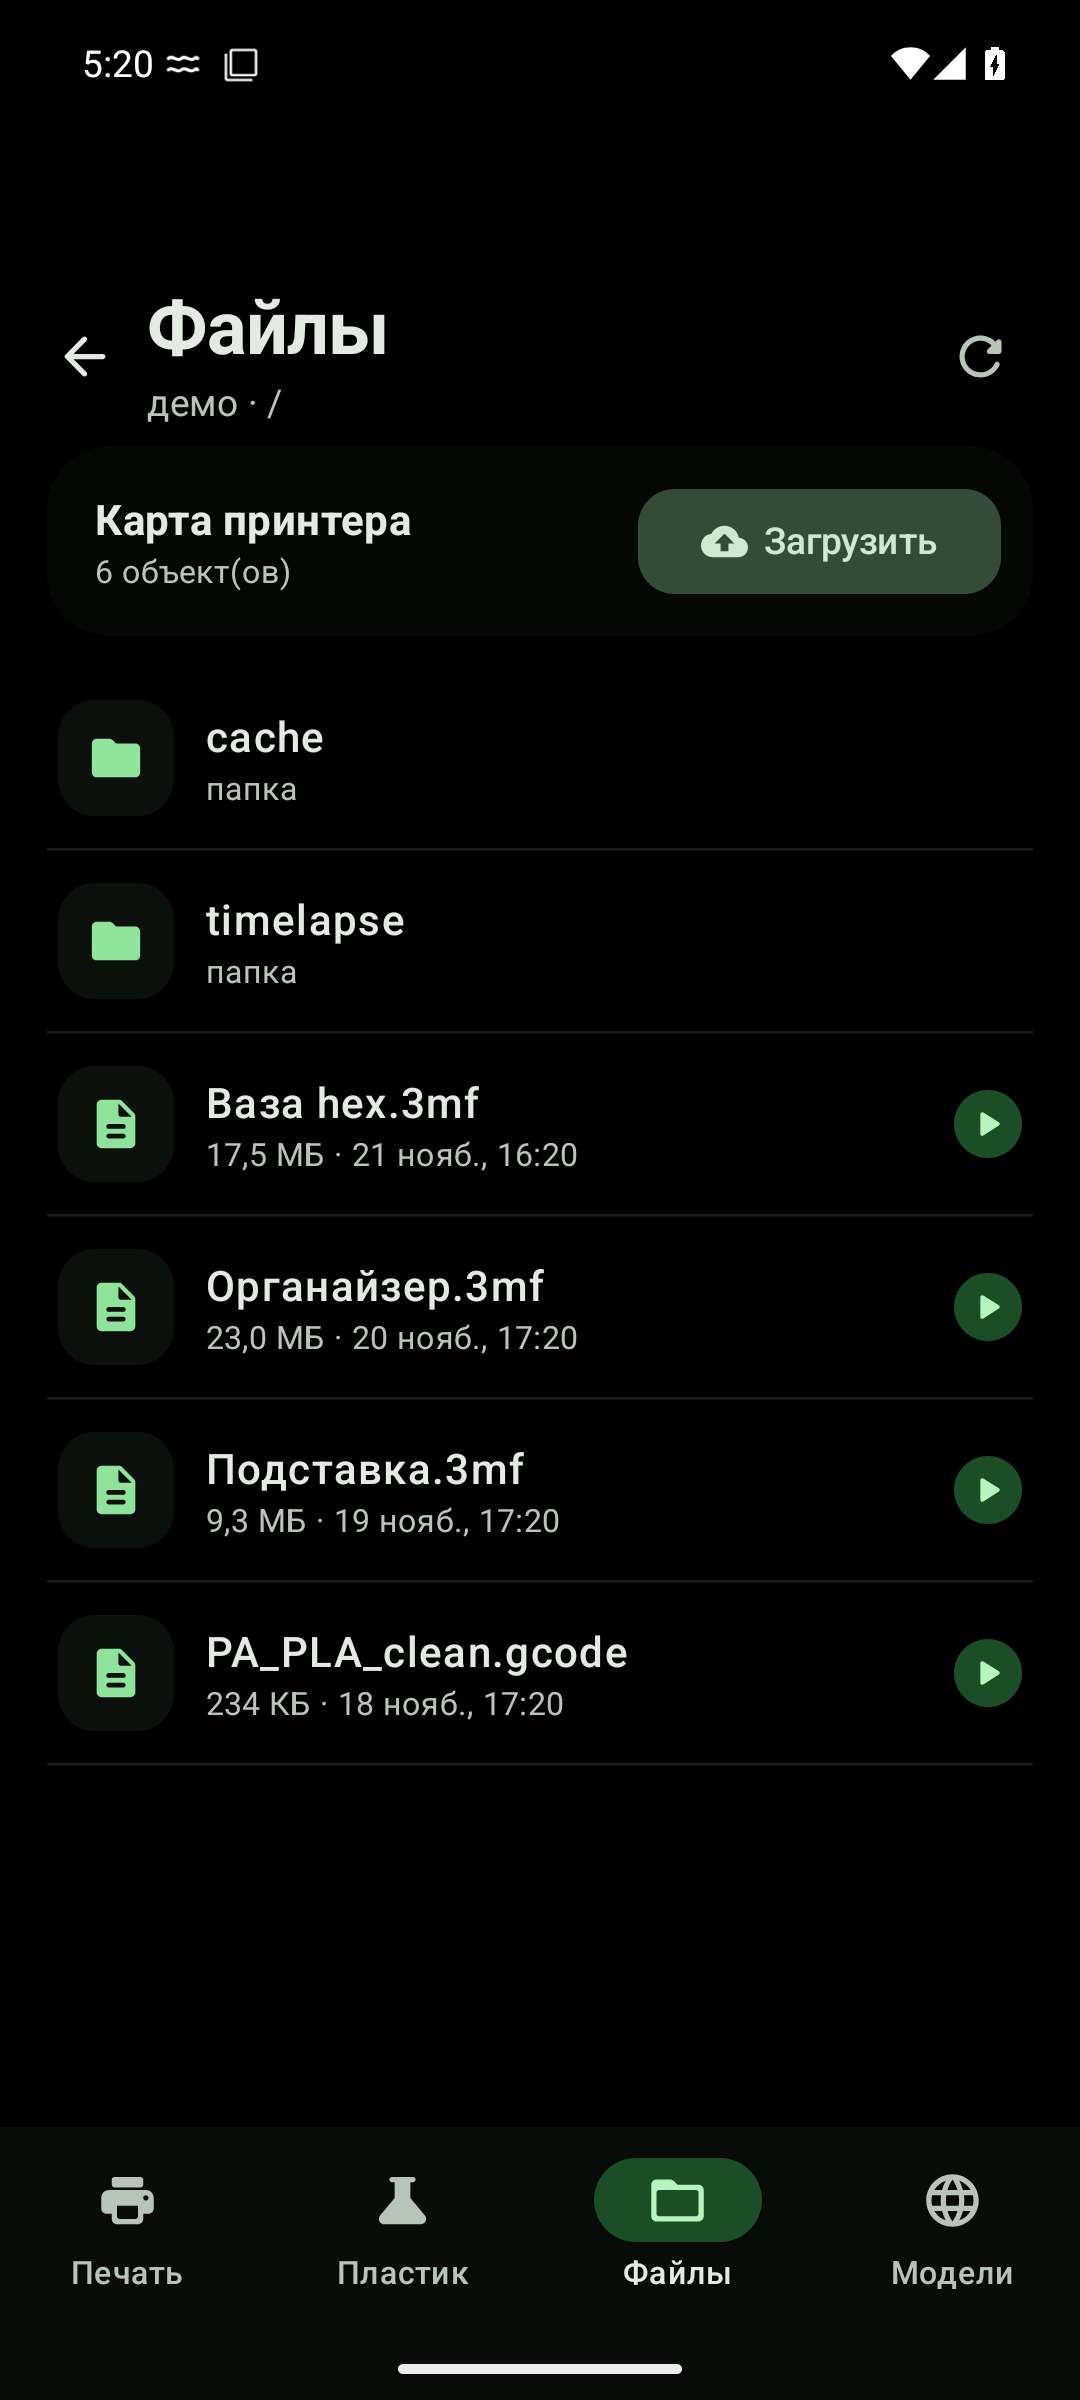 5:20
Файлы
демо · /
Карта принтера
6 объект(ов)
Загрузить
cache
папка
timelapse
папка
Ваза hex.3mf
17,5 МБ · 21 нояб., 16:20
Органайзер.3mf
23,0 МБ · 20 нояб., 17:20
Подставка.3mf
9,3 МБ · 19 нояб., 17:20
PA_PLA_clean.gcode
234 КБ · 18 нояб., 17:20
Печать
Пластик
Файлы
Модели